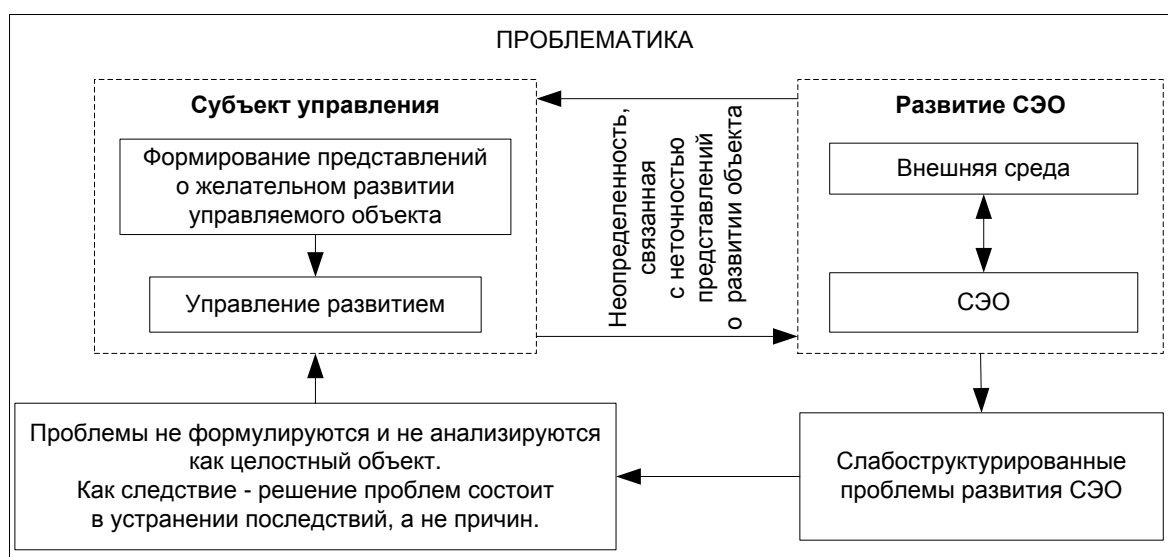 ПРОБЛЕМАТИКА
Субъект управления
Формирование представлений
о желательном развитии
управляемого объекта
Управление развитием
Неопределенность,
связанная
с неточностью
представлений
о развитии объекта
Развитие СЭО
Внешняя среда
СЭО
Проблемы не формулируются и не анализируются
как целостный объект.
Как следствие - решение проблем состоит
в устранении последствий, а не причин.
Слабоструктурированные
проблемы развития СЭО